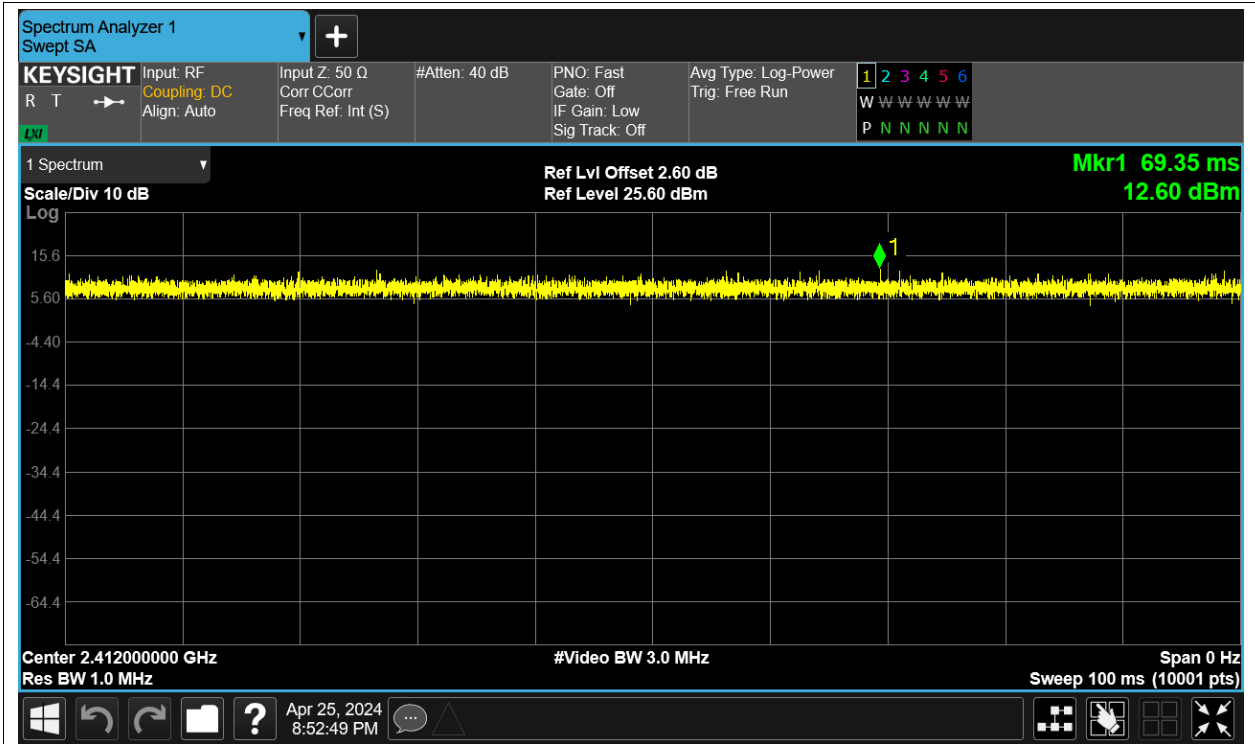 Spectrum Analyzer 1
Swept SA
+
KEYSIGHT
R T
LXI
Input: RF
Coupling: DC
Align: Auto
Input Z: 50 Ω
Corr CCorr
Freq Ref: Int (S)
#Atten: 40 dB
PNO: Fast
Gate: Off
IF Gain: Low
Sig Track: Off
Avg Type: Log-Power
Trig: Free Run
1 2 3 4 5 6
W W W W W W
P N N N N N
1 Spectrum
Scale/Div 10 dB
Log
Ref Lvl Offset 2.60 dB
Ref Level 25.60 dBm
Mkr1 69.35 ms
12.60 dBm
1
15.6
5.60
-4.40
-14.4
-24.4
-34.4
-44.4
-54.4
-64.4
Center 2.412000000 GHz
Res BW 1.0 MHz
#Video BW 3.0 MHz
Span 0 Hz
Sweep 100 ms (10001 pts)
?
Apr 25, 2024
8:52:49 PM